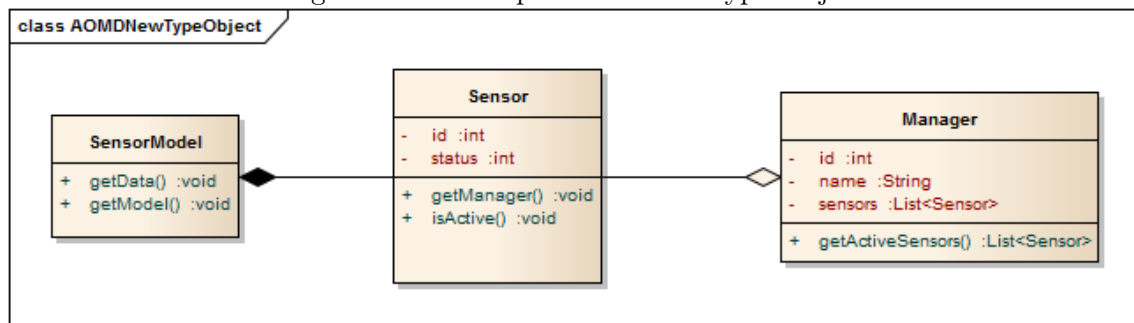 class AOMDNewTypeObject
SensorModel
+ getData() :void
+ getModel() :void
Sensor
- id :int
- status :int
+ getManager() :void
+ isActive() :void
Manager
- id :int
- name :String
- sensors :List<Sensor>
+ getActiveSensors() :List<Sensor>